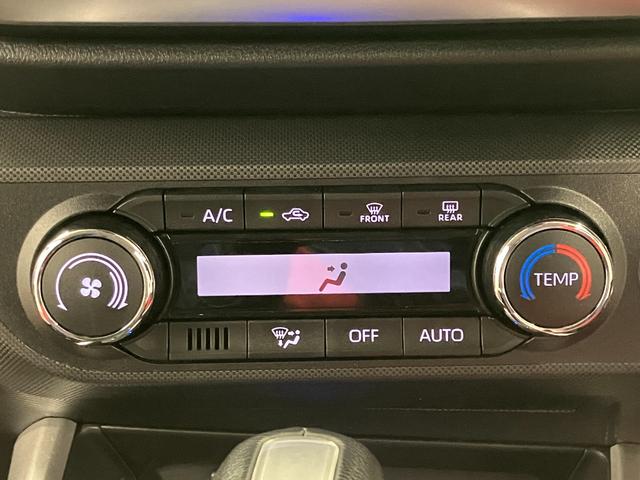 A/C
FRONT
REAR
TEMP
OFF
AUTO